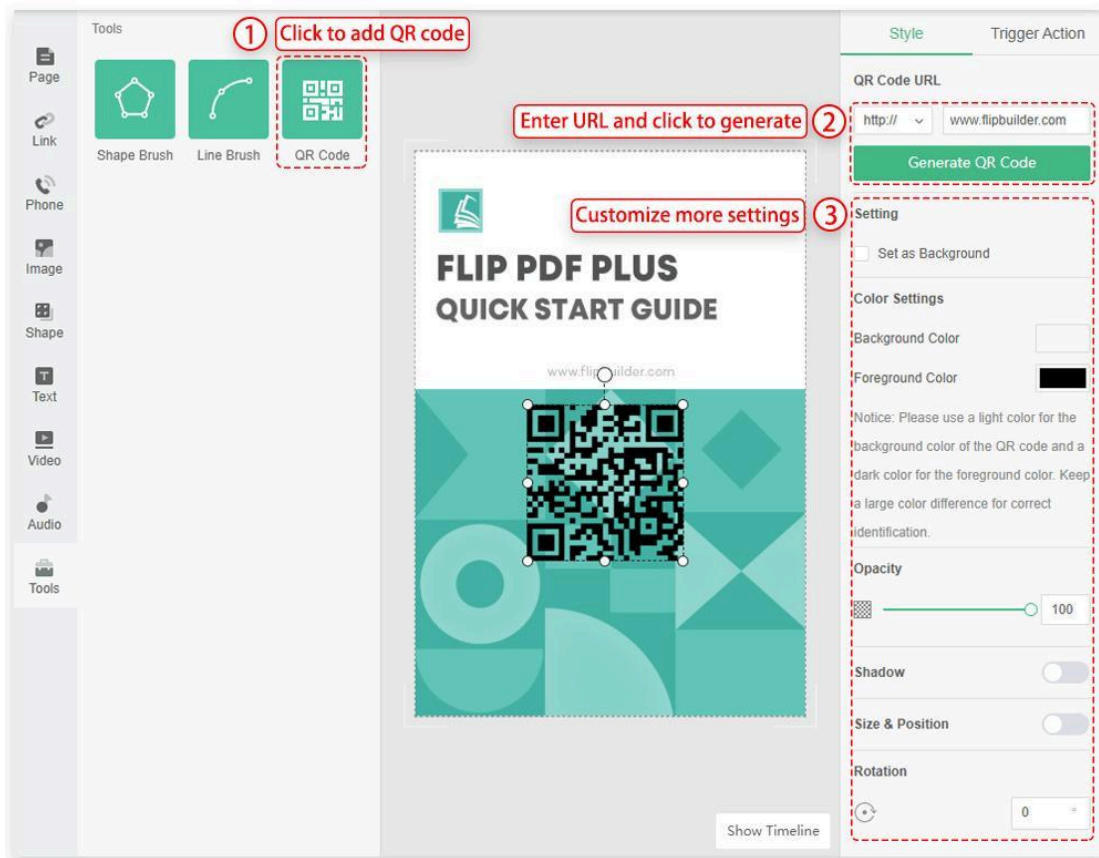 Tools
1 Click to add QR code
Page
Link
Phone
Image
Shape
Text
Video
Audio
Tools
Shape Brush
Line Brush
QR Code
FLIP PDF PLUS
QUICK START GUIDE
www.flip uilder.com
Show Timeline
Style
Trigger Action
QR Code URL
Enter URL and click to generate 2
http://
www.flipbuilder.com
Generate QR Code
Customize more settings 3
Setting
Set as Background
Color Settings
Background Color
Foreground Color
Notice: Please use a light color for the
background color of the QR code and a
dark color for the foreground color. Keep
a large color difference for correct
identification.
Opacity
100
Shadow
Size & Position
Rotation
0 °